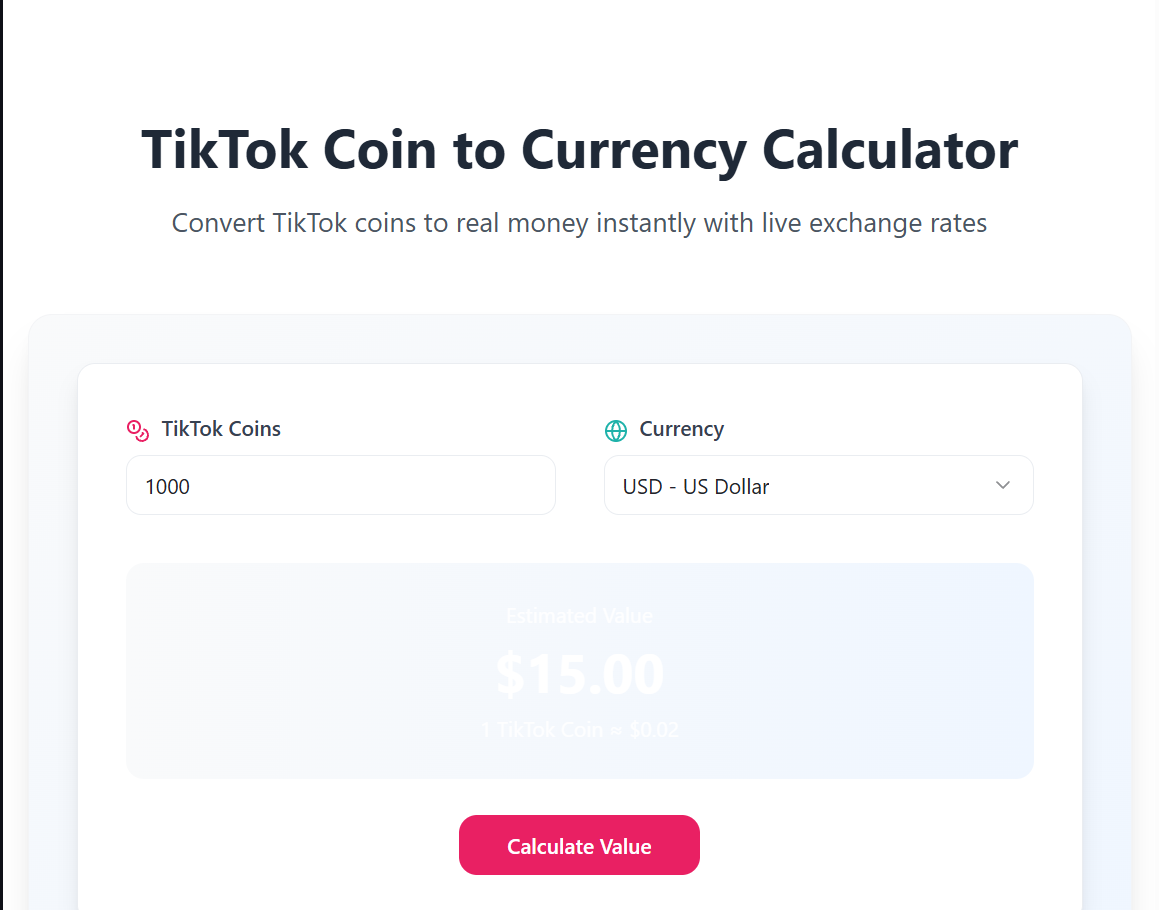 TikTok Coin to Currency Calculator
Convert TikTok coins to real money instantly with live exchange rates
TikTok Coins
Currency
1000
USD - US Dollar
Estimated Value
$15.00
1 TikTok Coin ≈ $0.02
Calculate Value